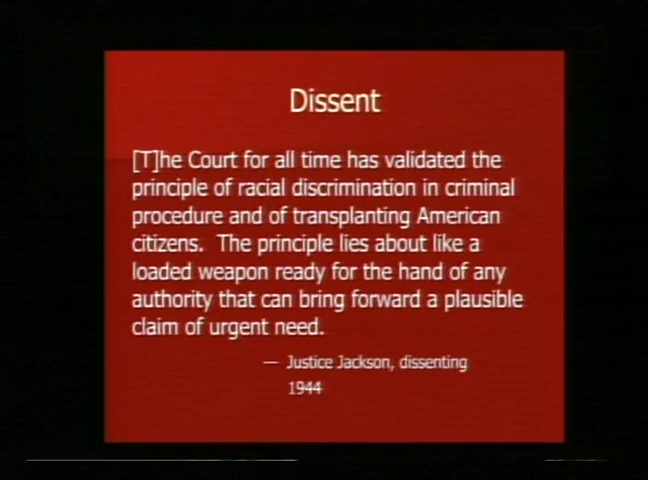 Dissent
[T]he Court for all time has validated the
principle of racial discrimination in criminal
procedure and of transplanting American
citizens.  The principle lies about like a
loaded weapon ready for the hand of any
authority that can bring forward a plausible
claim of urgent need.
— Justice Jackson, dissenting
1944